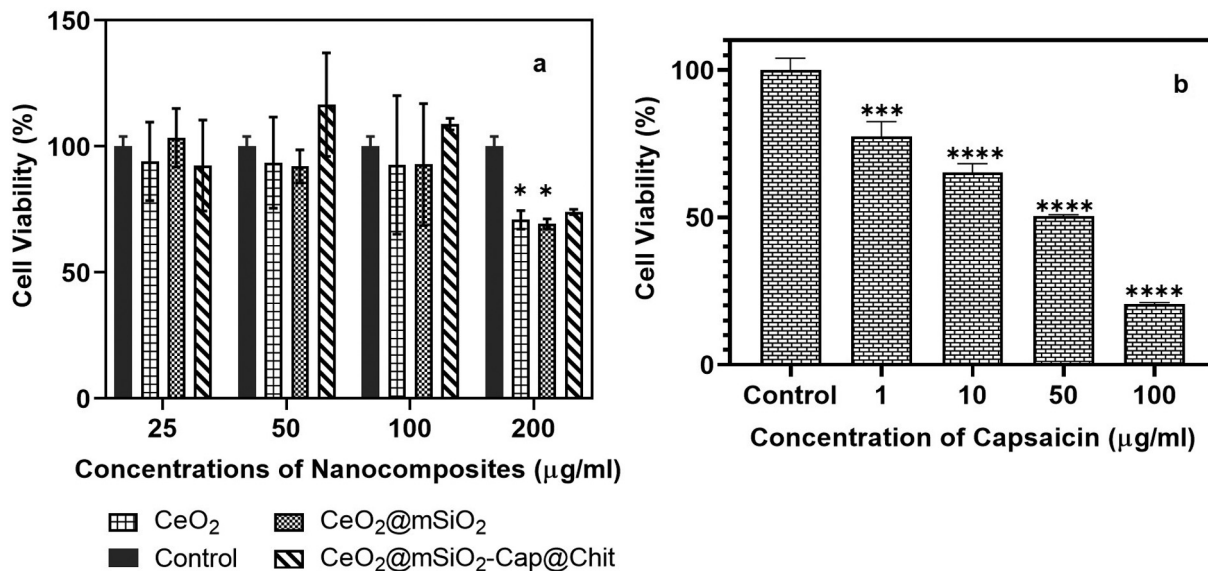 150
100
50
0
Cell Viability (%)
a
* *
25 50 100 200
Concentrations of Nanocomposites (μg/ml)
CeO₂ CeO₂@mSiO₂
Control CeO₂@mSiO₂-Cap@Chit
100
50
0
Cell Viability (%)
b
***
****
****
****
Control 1 10 50 100
Concentration of Capsaicin (μg/ml)